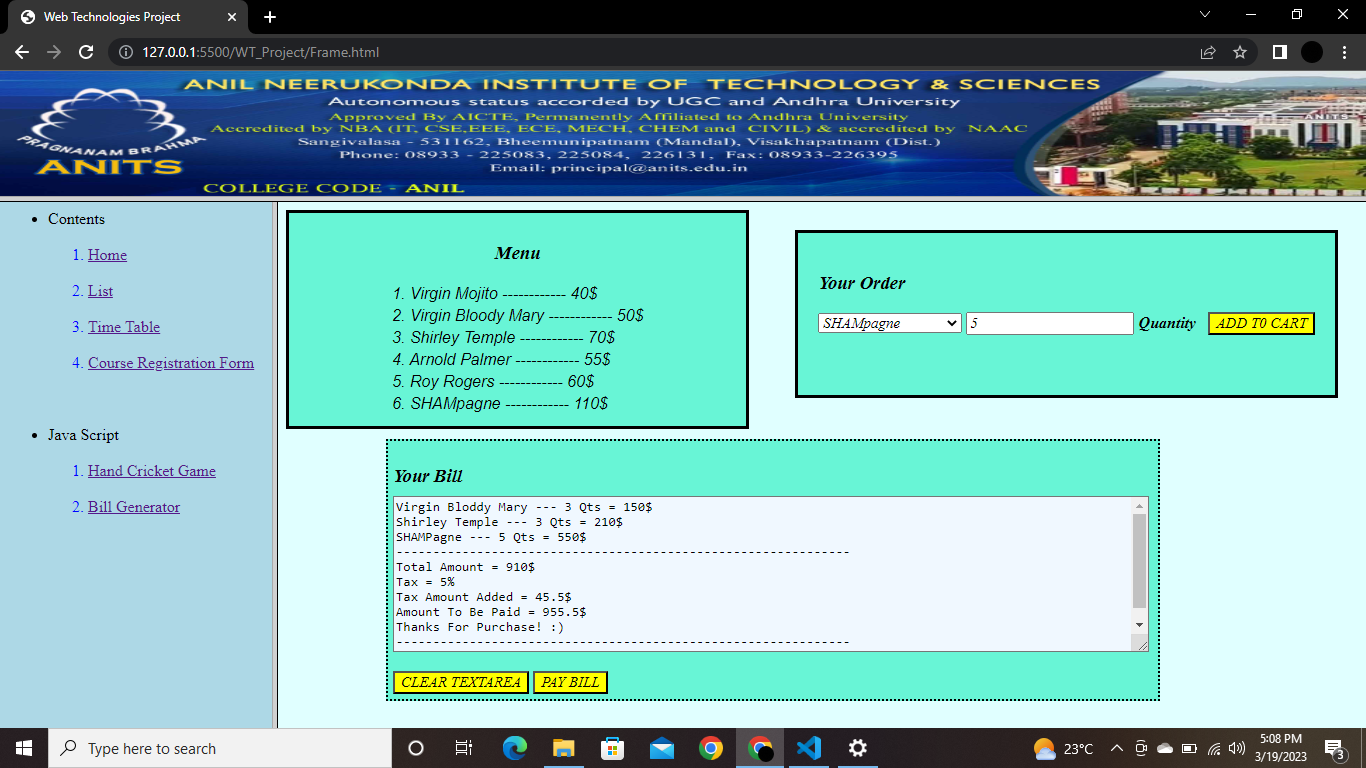 Web Technologies Project
127.0.0.1:5500/WT_Project/Frame.html
ANIL NEERUKONDA INSTITUTE OF TECHNOLOGY & SCIENCES
Autonomous status accorded by UGC and Andhra University
Approved By AICTE, Permanently Affiliated to Andhra University
Accredited by NBA (IT, CSE,EEE, ECE, MECH, CHEM and CIVIL) & accredited by NAAC
Sangivalasa - 531162, Bheemunipatnam (Mandal), Visakhapatnam (Dist.)
Phone: 08933 - 225083, 225084, 226131, Fax: 08933-226395
Email: principal@anits.edu.in
COLLEGE CODE - ANIL
PRAGNANAM BRAHMA
ANITS
ANITS
• Contents
1. Home
2. List
3. Time Table
4. Course Registration Form
• Java Script
1. Hand Cricket Game
2. Bill Generator
Menu
1. Virgin Mojito ------------ 40$
2. Virgin Bloody Mary ------------ 50$
3. Shirley Temple ------------ 70$
4. Arnold Palmer ------------ 55$
5. Roy Rogers ------------ 60$
6. SHAMpagne ------------ 110$
Your Order
SHAMpagne 5 Quantity ADD T0 CART
Your Bill
Virgin Bloddy Mary --- 3 Qts = 150$
Shirley Temple --- 3 Qts = 210$
SHAMPagne --- 5 Qts = 550$
--------------------------------------------------------------
Total Amount = 910$
Tax = 5%
Tax Amount Added = 45.5$
Amount To Be Paid = 955.5$
Thanks For Purchase! :)
--------------------------------------------------------------
CLEAR TEXTAREA PAY BILL
Type here to search
23°C
5:08 PM
3/19/2023
3